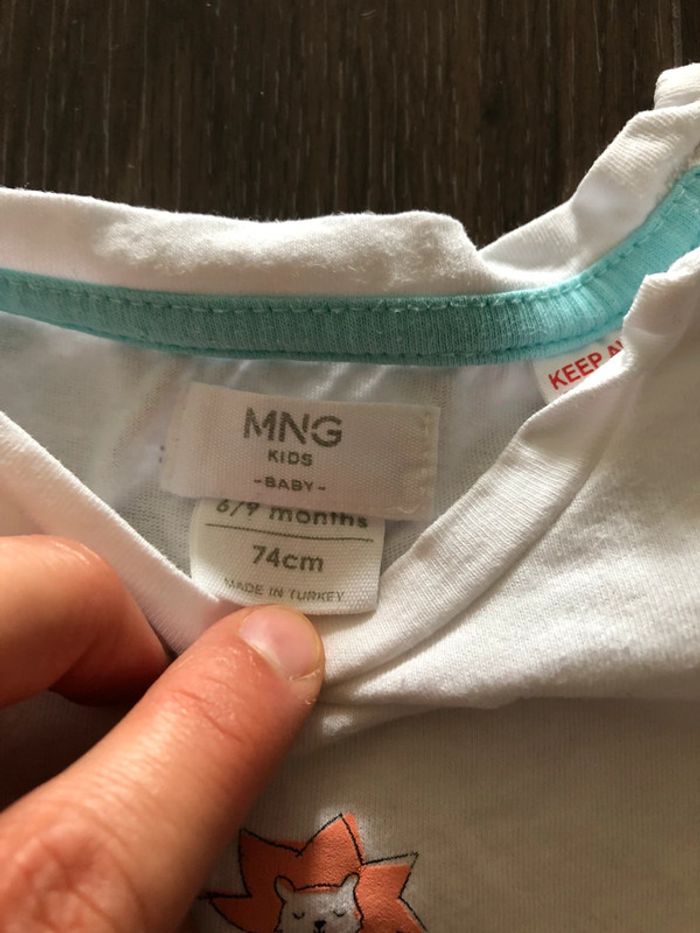 MNG
KIDS
-BABY-
6/9 months
74cm
MADE IN TURKEY
KEEP